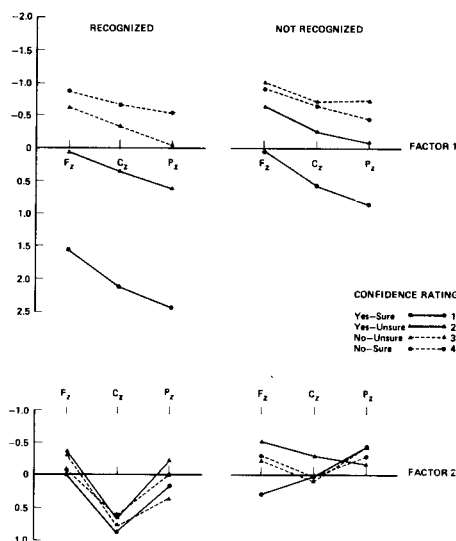 RECOGNIZED NOT RECOGNIZED
-2.0
-1.5
-1.0
-0.5
0
Fz Cz Pz Fz Cz Pz FACTOR 1
0.5
1.0
1.5
2.0
2.5
CONFIDENCE RATING
Yes-Sure 1
Yes-Unsure 2
No-Unsure 3
No-Sure 4
Fz Cz Pz Fz Cz Pz
-1.0
-0.5
0 FACTOR 2
0.5
1.0